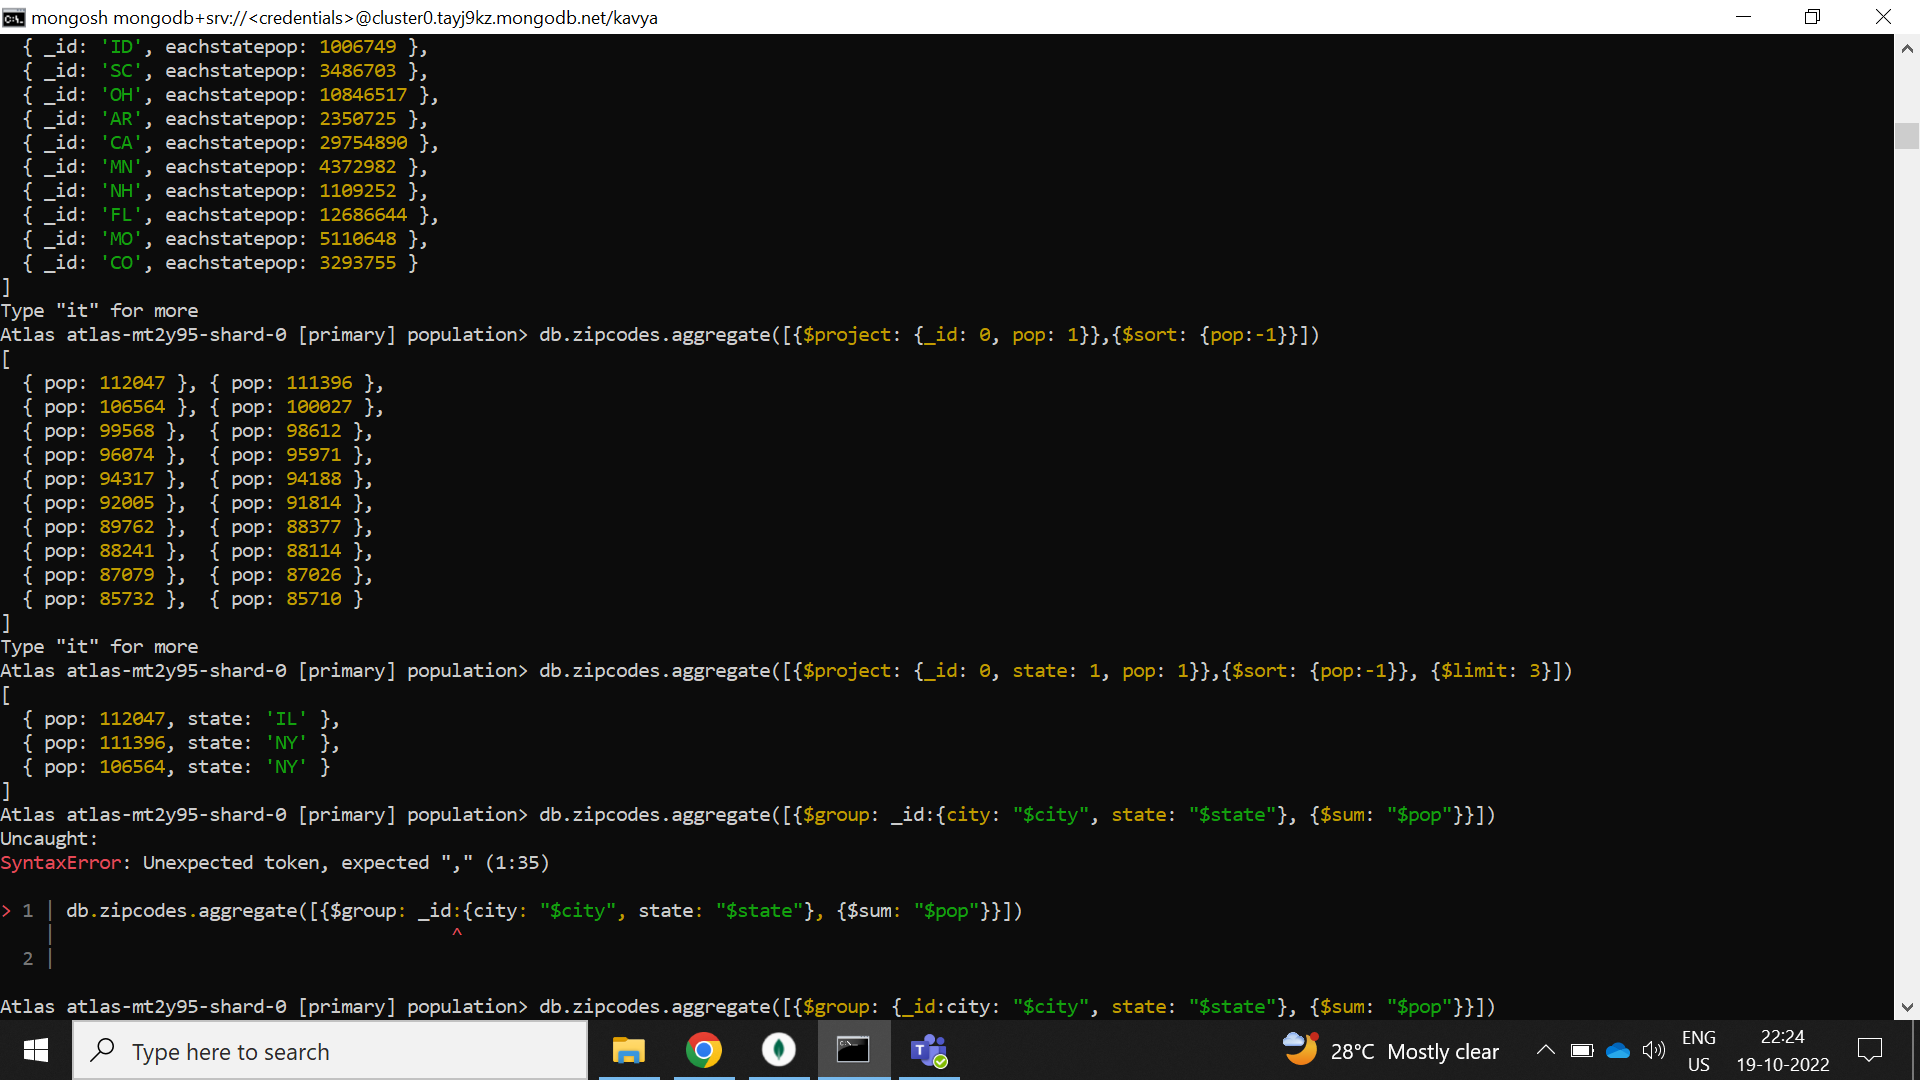 mongosh mongodb+srv://<credentials>@cluster0.tayj9kz.mongodb.net/kavya
{ _id: 'ID', eachstatepop: 1006749 },
{ _id: 'SC', eachstatepop: 3486703 },
{ _id: 'OH', eachstatepop: 10846517 },
{ _id: 'AR', eachstatepop: 2350725 },
{ _id: 'CA', eachstatepop: 29754890 },
{ _id: 'MN', eachstatepop: 4372982 },
{ _id: 'NH', eachstatepop: 1109252 },
{ _id: 'FL', eachstatepop: 12686644 },
{ _id: 'MO', eachstatepop: 5110648 },
{ _id: 'CO', eachstatepop: 3293755 }
]
Type "it" for more
Atlas atlas-mt2y95-shard-0 [primary] population> db.zipcodes.aggregate([{$project: {_id: 0, pop: 1}},{$sort: {pop:-1}}])
[
{ pop: 112047 }, { pop: 111396 },
{ pop: 106564 }, { pop: 100027 },
{ pop: 99568 }, { pop: 98612 },
{ pop: 96074 }, { pop: 95971 },
{ pop: 94317 }, { pop: 94188 },
{ pop: 92005 }, { pop: 91814 },
{ pop: 89762 }, { pop: 88377 },
{ pop: 88241 }, { pop: 88114 },
{ pop: 87079 }, { pop: 87026 },
{ pop: 85732 }, { pop: 85710 }
]
Type "it" for more
Atlas atlas-mt2y95-shard-0 [primary] population> db.zipcodes.aggregate([{$project: {_id: 0, state: 1, pop: 1}},{$sort: {pop:-1}}, {$limit: 3}])
[
{ pop: 112047, state: 'IL' },
{ pop: 111396, state: 'NY' },
{ pop: 106564, state: 'NY' }
]
Atlas atlas-mt2y95-shard-0 [primary] population> db.zipcodes.aggregate([{$group: _id:{city: "$city", state: "$state"}, {$sum: "$pop"}}])
Uncaught:
SyntaxError: Unexpected token, expected "," (1:35)
> 1 | db.zipcodes.aggregate([{$group: _id:{city: "$city", state: "$state"}, {$sum: "$pop"}}])
| ^
2 |
Atlas atlas-mt2y95-shard-0 [primary] population> db.zipcodes.aggregate([{$group: {_id:city: "$city", state: "$state"}, {$sum: "$pop"}}])
Type here to search
28°C Mostly clear
ENG
US
22:24
19-10-2022